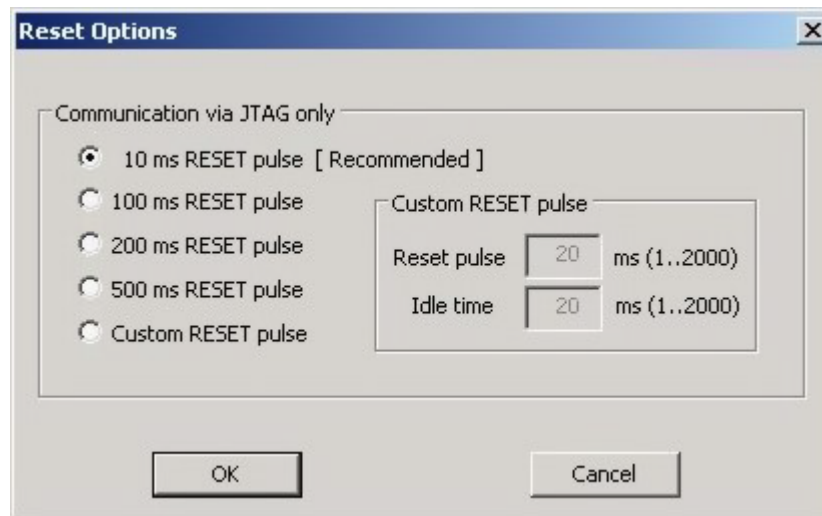 Reset Options
Communication via JTAG only
10 ms RESET pulse [ Recommended ]
100 ms RESET pulse
200 ms RESET pulse
500 ms RESET pulse
Custom RESET pulse
Custom RESET pulse
Reset pulse 20 ms (1..2000)
Idle time 20 ms (1..2000)
OK Cancel